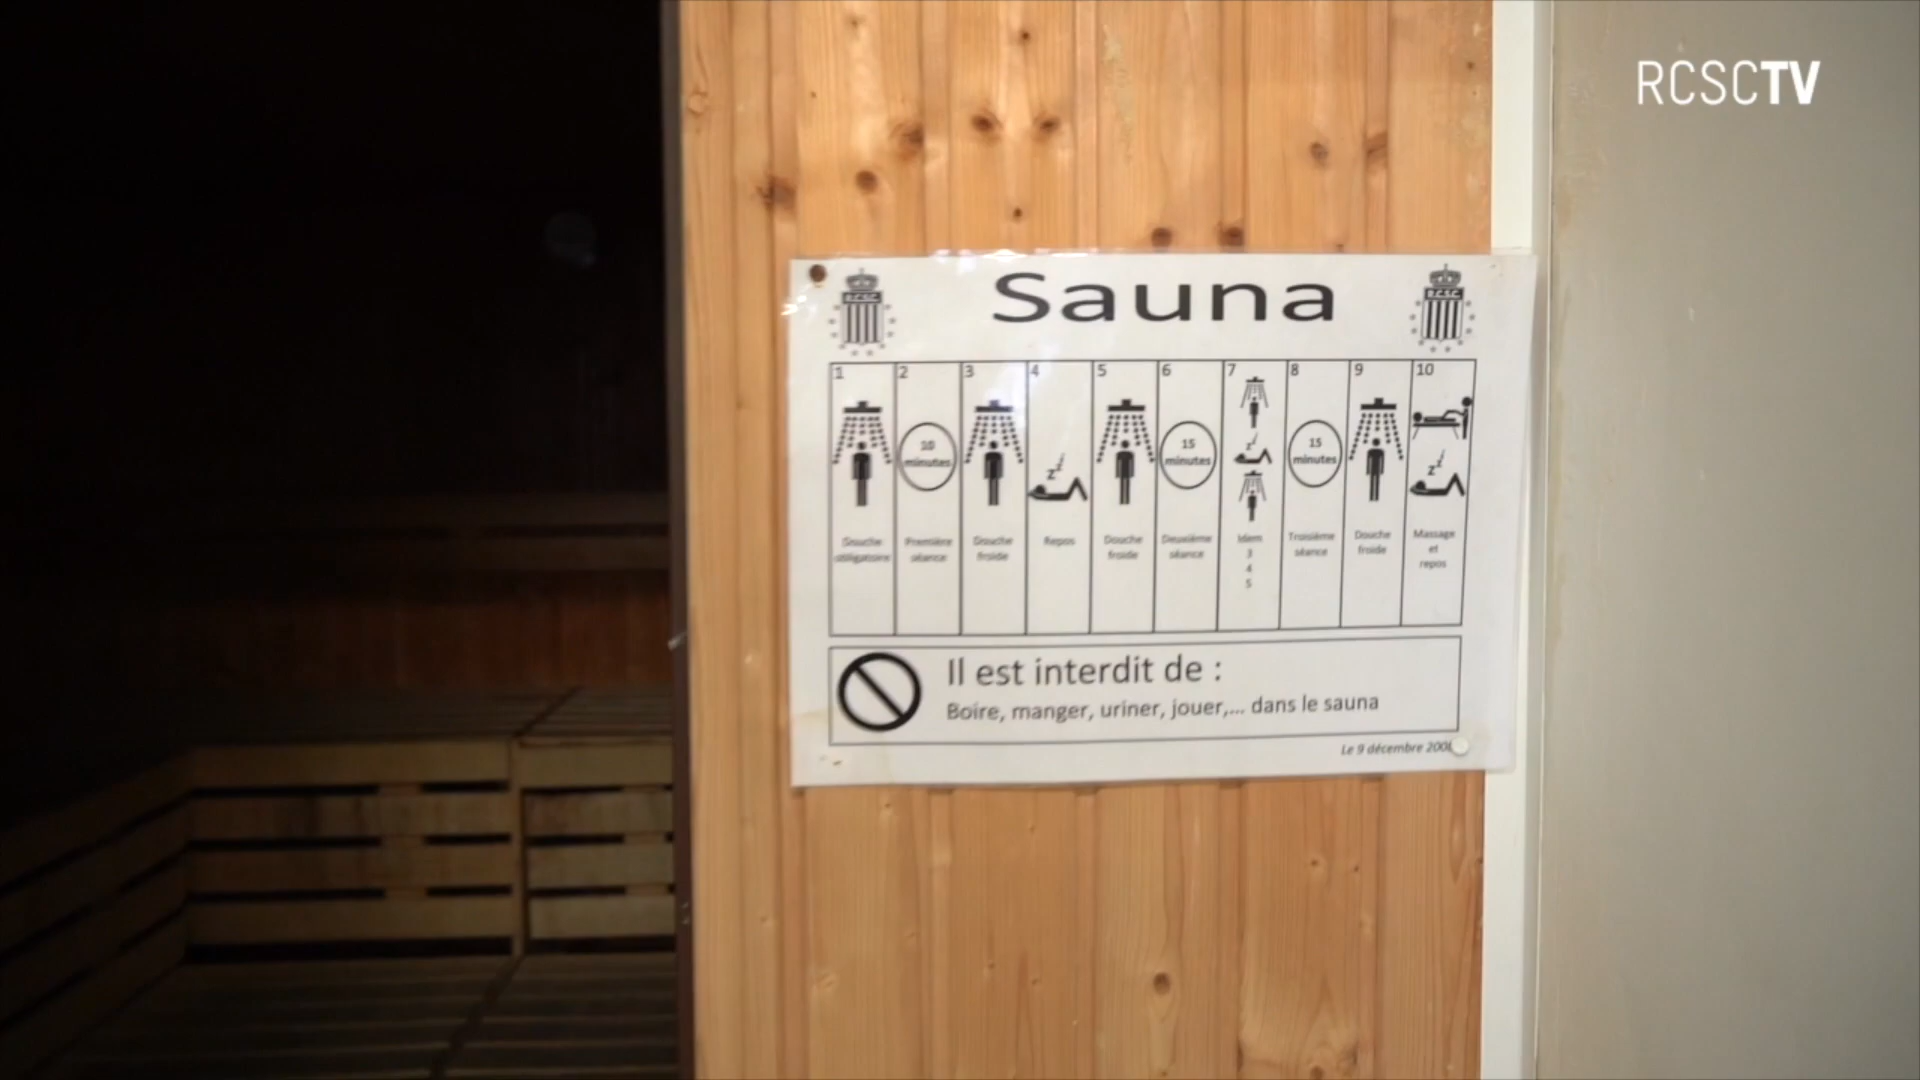 RCSCTV
Sauna
RCSC
RCSC
1 2 3 4 5 6 7 8 9 10
10
minutes
15
minutes
15
minutes
Douche
obligatoire
Première
séance
Douche
froide
Repos
Douche
froide
Deuxième
séance
Idem
3
4
5
Troisième
séance
Douche
froide
Massage
et
repos
Il est interdit de :
Boire, manger, uriner, jouer,... dans le sauna
Le 9 décembre